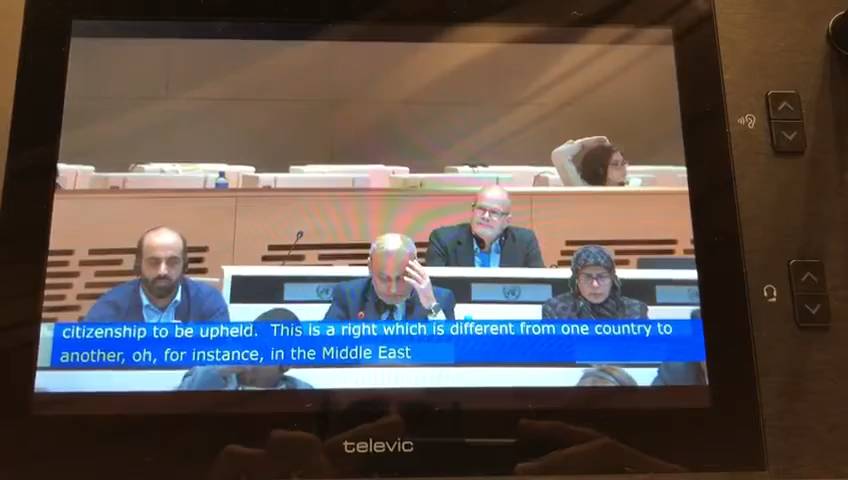 citizenship to be upheld. This is a right which is different from one country to
another, oh, for instance, in the Middle East
televic